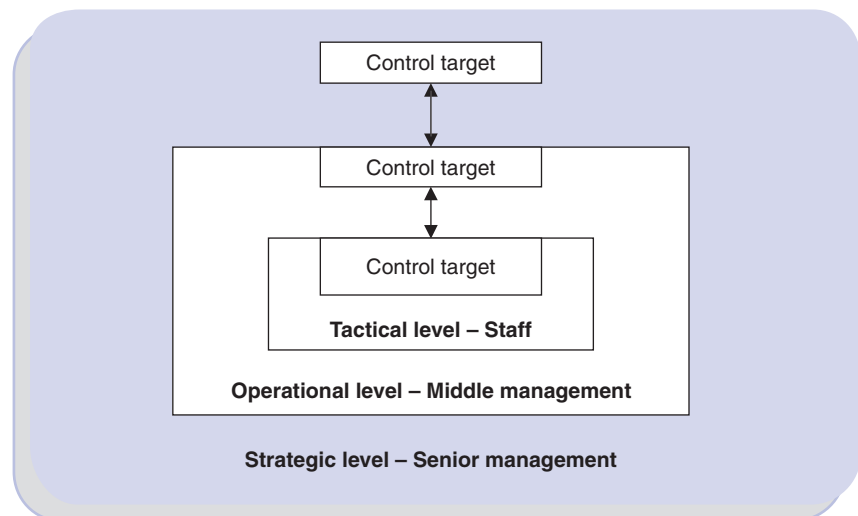 Control target
Control target
Control target
Tactical level – Staff
Operational level – Middle management
Strategic level – Senior management